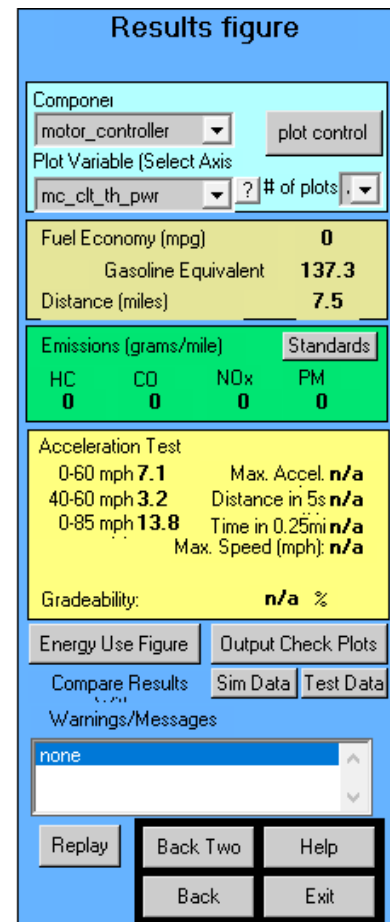 Results figure
Componei
motor_controller
plot control
Plot Variable (Select Axis
mc_clt_th_pwr ? # of plots
Fuel Economy (mpg) 0
Gasoline Equivalent 137.3
Distance (miles) 7.5
Emissions (grams/mile) Standards
HC CO NOx PM
0 0 0 0
Acceleration Test
0-60 mph 7.1 Max. Accel. n/a
40-60 mph 3.2 Distance in 5s n/a
0-85 mph 13.8 Time in 0.25mi n/a
Max. Speed (mph): n/a
Gradeability: n/a %
Energy Use Figure Output Check Plots
Compare Results Sim Data Test Data
Warnings/Messages
none
Replay Back Two Help
Back Exit